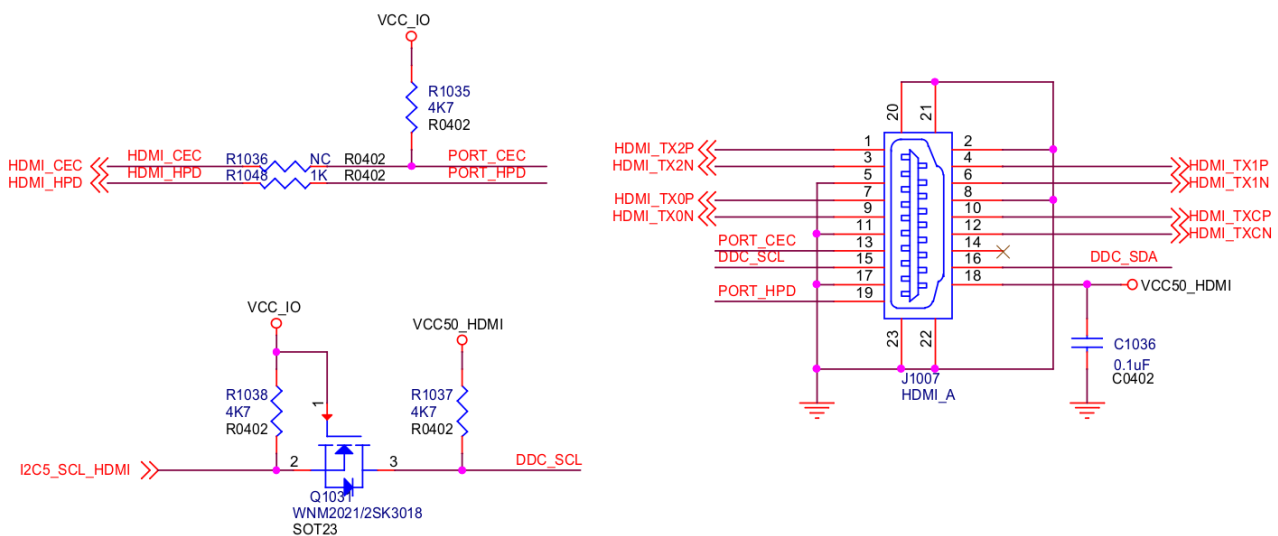 VCC_IO
R1035
4K7
R0402
HDMI_CEC HDMI_CEC R1036 NC R0402 PORT_CEC
HDMI_HPD HDMI_HPD R1048 1K R0402 PORT_HPD
VCC_IO
VCC50_HDMI
R1038
4K7
R0402
R1037
4K7
R0402
1
I2C5_SCL_HDMI 2 3 DDC_SCL
Q1031
WNM2021/2SK3018
SOT23
20 21
HDMI_TX2P 1 2
HDMI_TX2N 3 4 HDMI_TX1P
5 6 HDMI_TX1N
HDMI_TX0P 7 8
HDMI_TX0N 9 10 HDMI_TXCP
11 12 HDMI_TXCN
PORT_CEC 13 14
DDC_SCL 15 16 DDC_SDA
17 18 VCC50_HDMI
PORT_HPD 19
23 22
J1007
HDMI_A
C1036
0.1uF
C0402